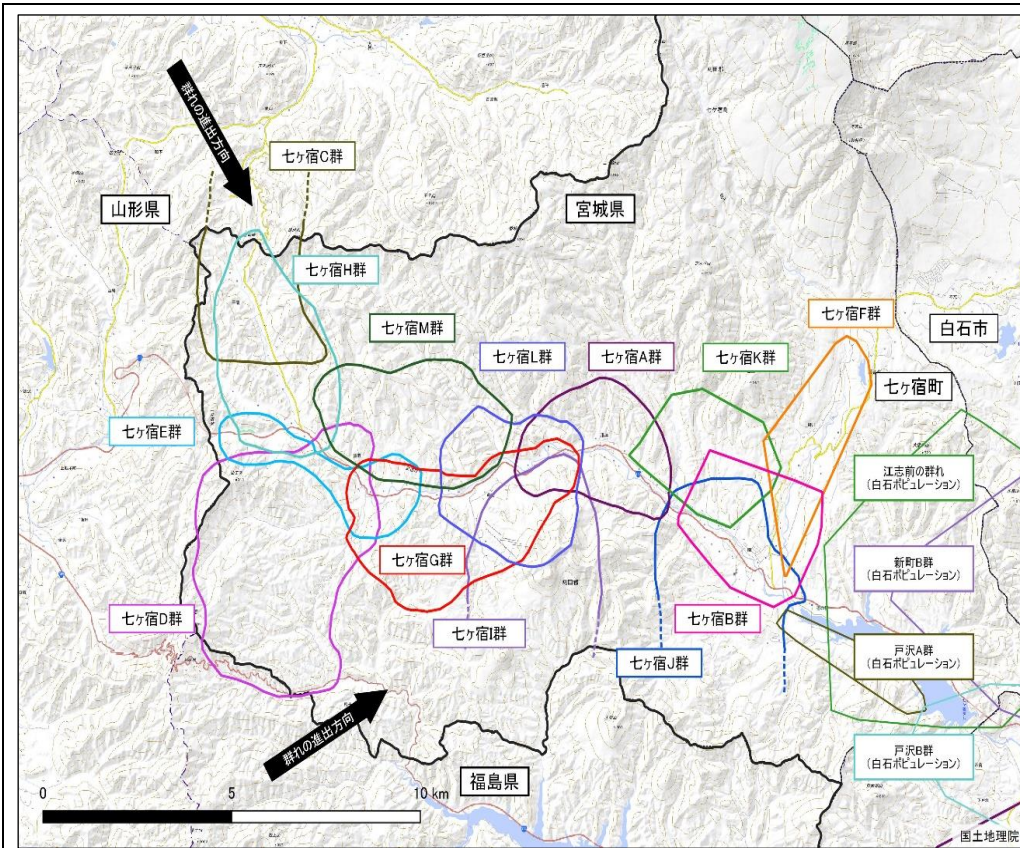 群れの進出方向
七ヶ宿C群
山形県
宮城県
七ヶ宿H群
七ヶ宿F群
七ヶ宿M群
七ヶ宿L群
七ヶ宿A群
七ヶ宿K群
白石市
七ヶ宿町
七ヶ宿E群
江志前の群れ
(白石ポピュレーション)
七ヶ宿G群
新町B群
(白石ポピュレーション)
七ヶ宿D群
七ヶ宿I群
七ヶ宿B群
戸沢A群
(白石ポピュレーション)
七ヶ宿J群
群れの進出方向
戸沢B群
(白石ポピュレーション)
福島県
0 5 10 km
国土地理院